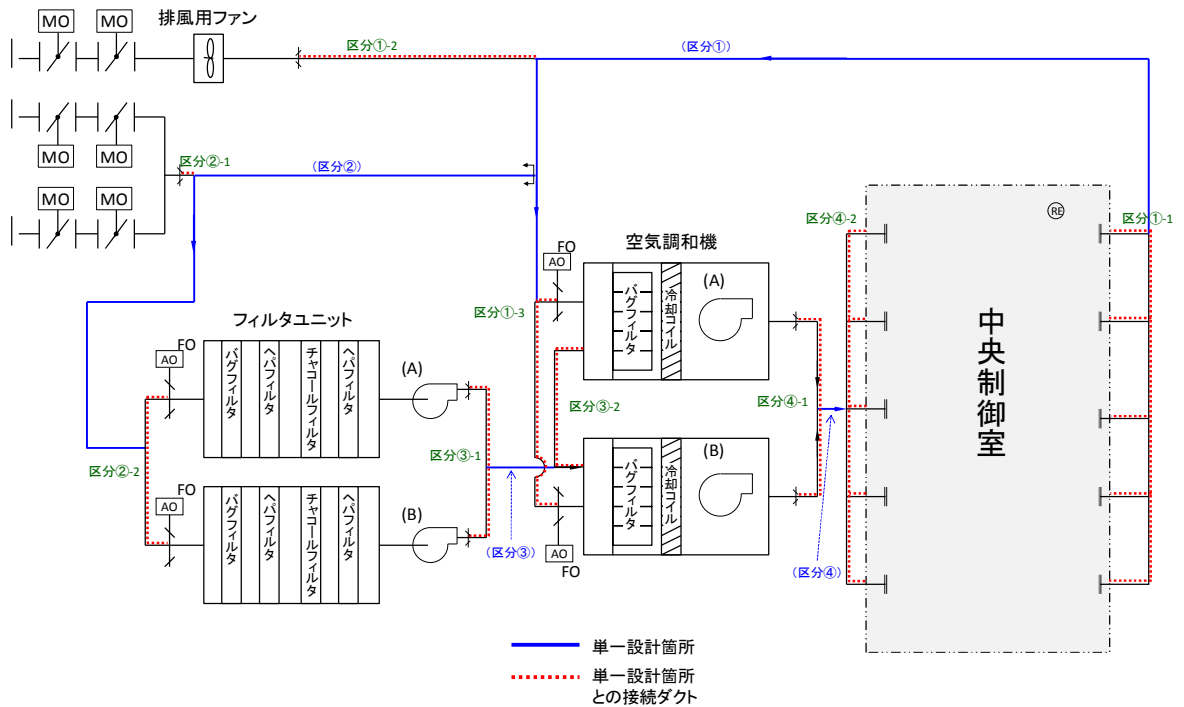 MO
MO
排風用ファン
区分①-2
(区分①)
MO
MO
区分②-1
(区分②)
MO
MO
RE
区分④-2
区分①-1
空気調和機
FO
AO
(A)
バグフィルタ
冷却コイル
区分①-3
フィルタユニット
FO
AO
バグフィルタ
ヘパフィルタ
チャコールフィルタ
ヘパフィルタ
(A)
区分③-2
区分④-1
中央制御室
区分②-2
区分③-1
(B)
バグフィルタ
冷却コイル
FO
AO
バグフィルタ
ヘパフィルタ
チャコールフィルタ
ヘパフィルタ
(B)
(区分③)
AO
FO
(区分④)
単一設計箇所
単一設計箇所
との接続ダクト